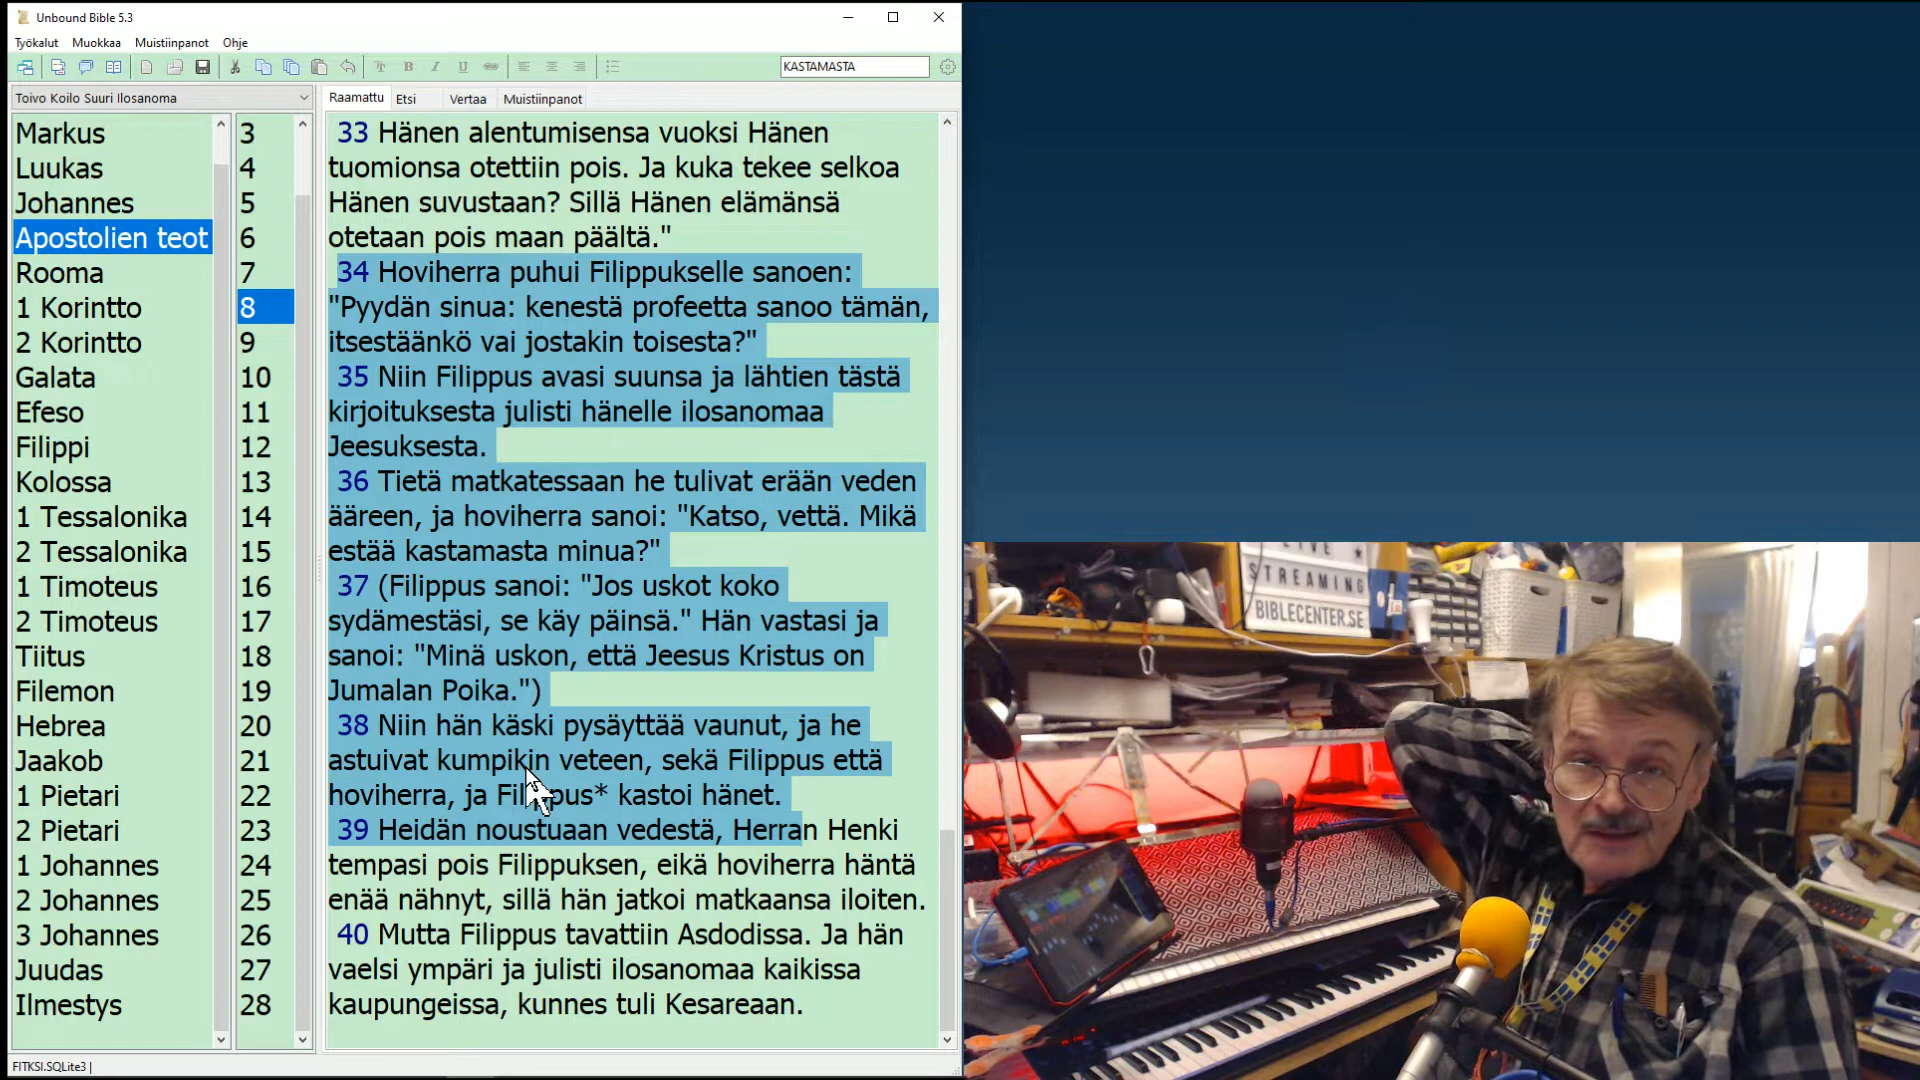 Unbound Bible 5.3
Työkalut Muokkaa Muistiinpanot Ohje
KASTAMASTA
Toivo Koilo Suuri Ilosanoma
Raamattu Etsi Vertaa Muistiinpanot
Markus
Luukas
Johannes
Apostolien teot
Rooma
1 Korintto
2 Korintto
Galata
Efeso
Filippi
Kolossa
1 Tessalonika
2 Tessalonika
1 Timoteus
2 Timoteus
Tiitus
Filemon
Hebrea
Jaakob
1 Pietari
2 Pietari
1 Johannes
2 Johannes
3 Johannes
Juudas
Ilmestys
3
4
5
6
7
8
9
10
11
12
13
14
15
16
17
18
19
20
21
22
23
24
25
26
27
28
33 Hänen alentumisensa vuoksi Hänen
tuomionsa otettiin pois. Ja kuka tekee selkoa
Hänen suvustaan? Sillä Hänen elämänsä
otetaan pois maan päältä."
34 Hoviherra puhui Filippukselle sanoen:
"Pyydän sinua: kenestä profeetta sanoo tämän,
itsestäänkö vai jostakin toisesta?"
35 Niin Filippus avasi suunsa ja lähtien tästä
kirjoituksesta julisti hänelle ilosanomaa
Jeesuksesta.
36 Tietä matkatessaan he tulivat erään veden
ääreen, ja hoviherra sanoi: "Katso, vettä. Mikä
estää kastamasta minua?"
37 (Filippus sanoi: "Jos uskot koko
sydämestäsi, se käy päinsä." Hän vastasi ja
sanoi: "Minä uskon, että Jeesus Kristus on
Jumalan Poika.")
38 Niin hän käski pysäyttää vaunut, ja he
astuivat kumpikin veteen, sekä Filippus että
hoviherra, ja Filippus* kastoi hänet.
39 Heidän noustuaan vedestä, Herran Henki
tempasi pois Filippuksen, eikä hoviherra häntä
enää nähnyt, sillä hän jatkoi matkaansa iloiten.
40 Mutta Filippus tavattiin Asdodissa. Ja hän
vaelsi ympäri ja julisti ilosanomaa kaikissa
kaupungeissa, kunnes tuli Kesareaan.
FITKSI.SQLite3
LIVE
STREAMING
BIBLECENTER.SE